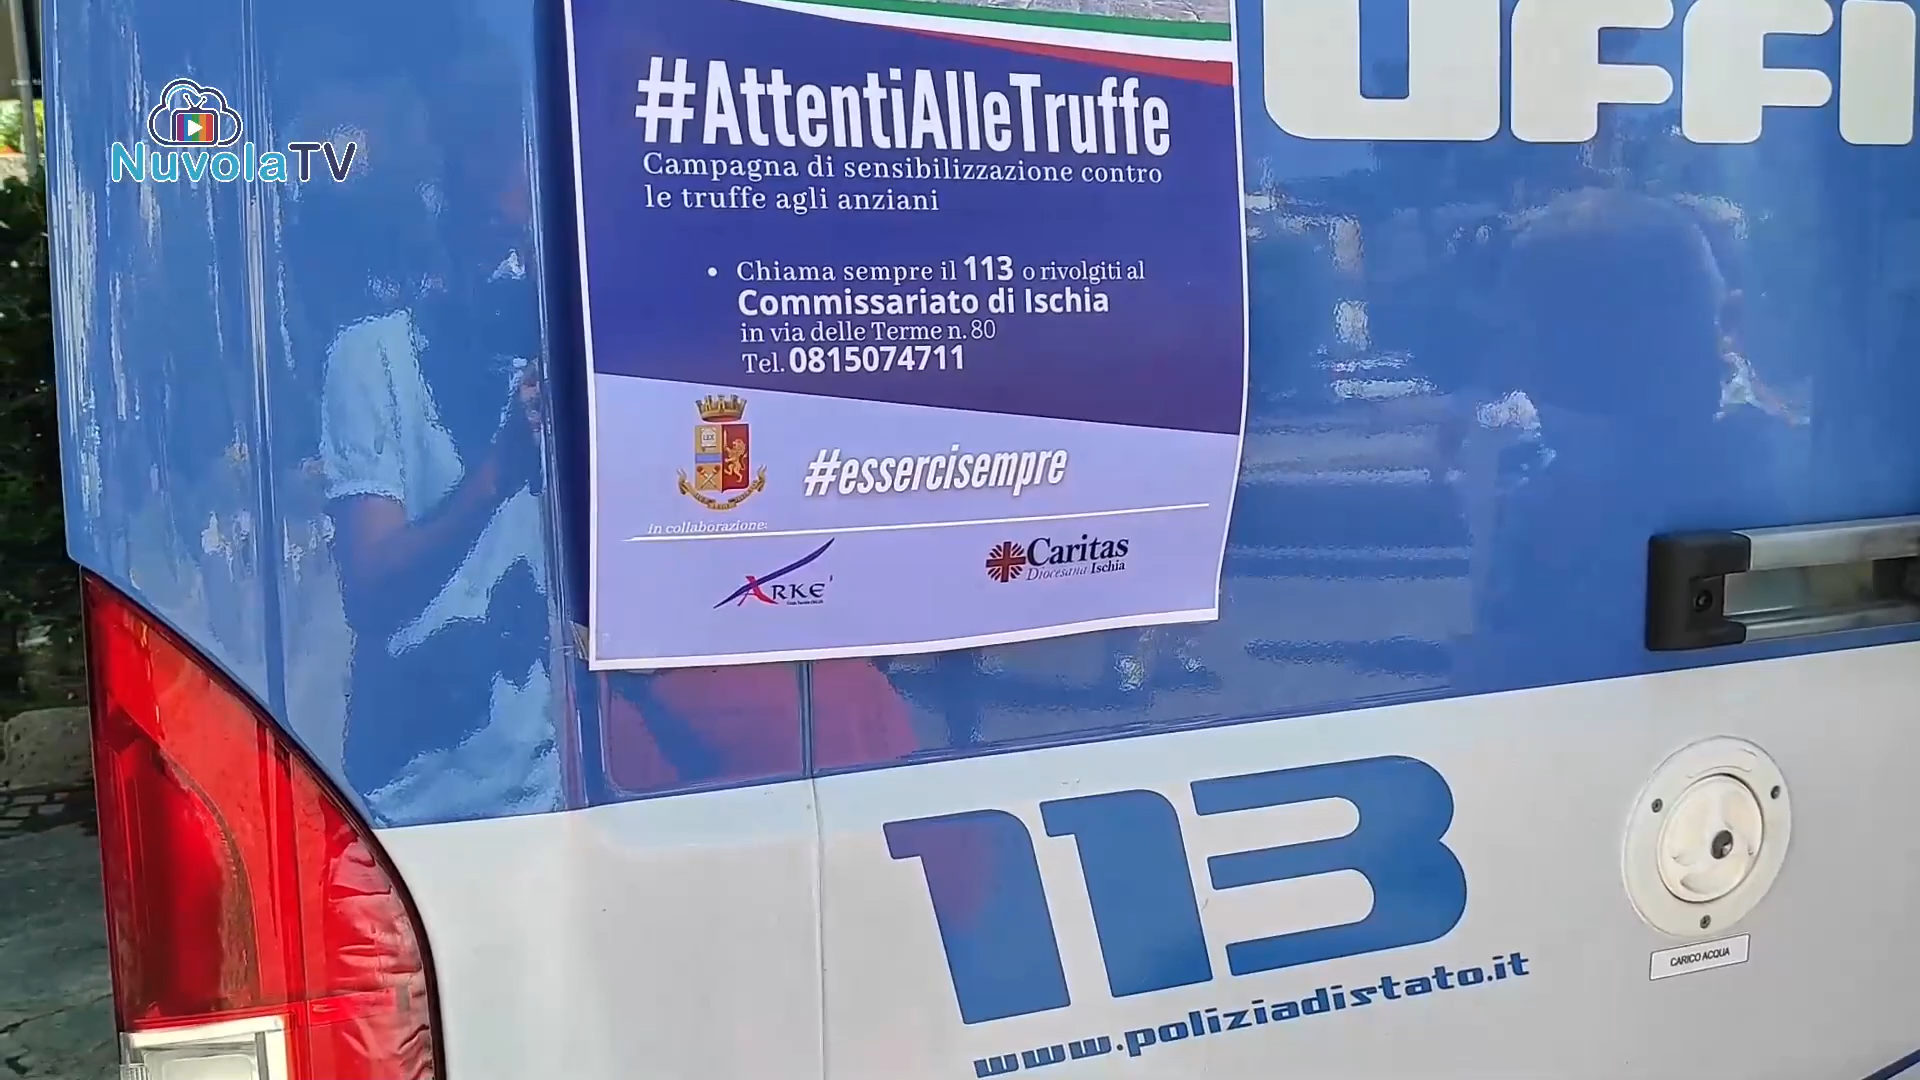 NuvolaTV
UFFI
#AttentiAlleTruffe
Campagna di sensibilizzazione contro
le truffe agli anziani
• Chiama sempre il 113 o rivolgiti al
Commissariato di Ischia
in via delle Terme n. 80
Tel. 0815074711
#essercisempre
in collaborazione:
ARKE'
Caritas
Diocesana Ischia
113
www.poliziadistato.it
CARICO ACQUA